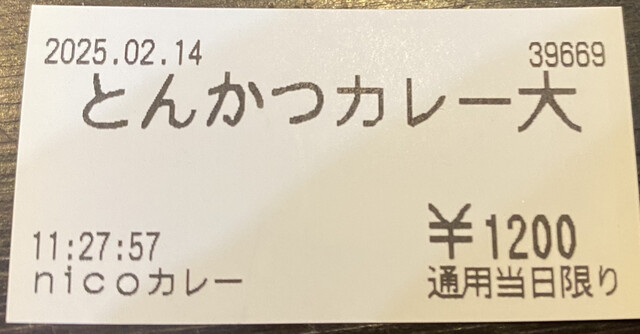 2025.02.14 39669
とんかつカレー大
11:27:57 ¥1200
nicoカレー 通用当日限り